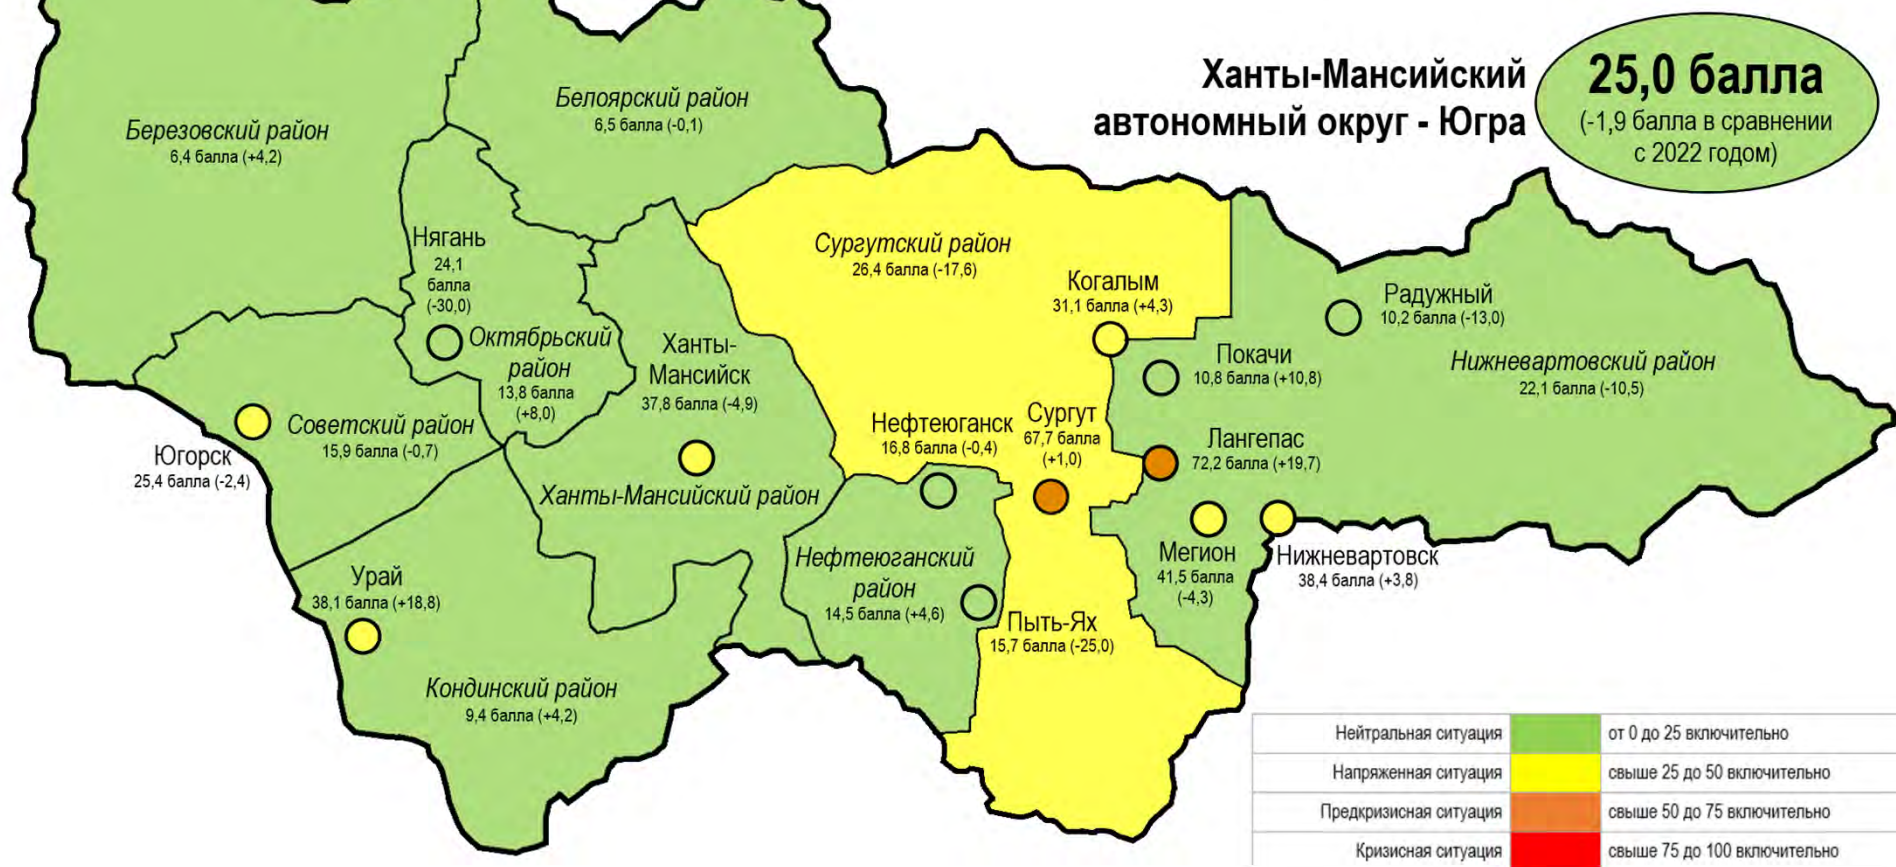 Ханты-Мансийский
автономный округ - Югра
25,0 балла
(-1,9 балла в сравнении
с 2022 годом)
Березовский район
6,4 балла (+4,2)
Белоярский район
6,5 балла (-0,1)
Нягань
24,1
балла
(-30,0)
Октябрьский
район
13,8 балла
(+8,0)
Сургутский район
26,4 балла (-17,6)
Когалым
31,1 балла (+4,3)
Радужный
10,2 балла (-13,0)
Ханты-
Мансийск
37,8 балла (-4,9)
Покачи
10,8 балла (+10,8)
Нижневартовский район
22,1 балла (-10,5)
Советский район
15,9 балла (-0,7)
Югорск
25,4 балла (-2,4)
Нефтеюганск
16,8 балла (-0,4)
Сургут
67,7 балла
(+1,0)
Лангепас
72,2 балла (+19,7)
Ханты-Мансийский район
Нефтеюганский
район
14,5 балла (+4,6)
Мегион
41,5 балла
(-4,3)
Нижневартовск
38,4 балла (+3,8)
Урай
38,1 балла (+18,8)
Пыть-Ях
15,7 балла (-25,0)
Кондинский район
9,4 балла (+4,2)
Нейтральная ситуация от 0 до 25 включительно
Напряженная ситуация свыше 25 до 50 включительно
Предкризисная ситуация свыше 50 до 75 включительно
Кризисная ситуация свыше 75 до 100 включительно